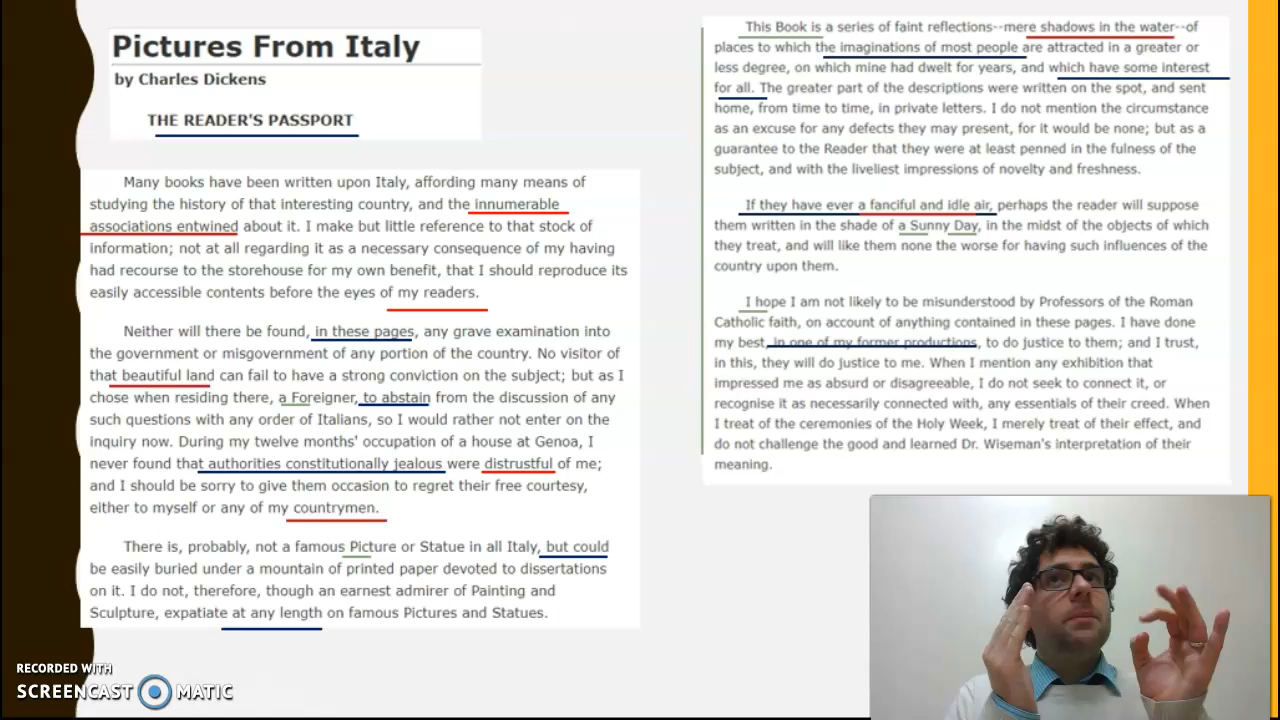 Pictures From Italy
by Charles Dickens
THE READER'S PASSPORT
Many books have been written upon Italy, affording many means of
studying the history of that interesting country, and the innumerable
associations entwined about it. I make but little reference to that stock of
information; not at all regarding it as a necessary consequence of my having
had recourse to the storehouse for my own benefit, that I should reproduce its
easily accessible contents before the eyes of my readers.
Neither will there be found, in these pages, any grave examination into
the government or misgovernment of any portion of the country. No visitor of
that beautiful land can fail to have a strong conviction on the subject; but as I
chose when residing there, a Foreigner, to abstain from the discussion of any
such questions with any order of Italians, so I would rather not enter on the
inquiry now. During my twelve months' occupation of a house at Genoa, I
never found that authorities constitutionally jealous were distrustful of me;
and I should be sorry to give them occasion to regret their free courtesy,
either to myself or any of my countrymen.
There is, probably, not a famous Picture or Statue in all Italy, but could
be easily buried under a mountain of printed paper devoted to dissertations
on it. I do not, therefore, though an earnest admirer of Painting and
Sculpture, expatiate at any length on famous Pictures and Statues.
This Book is a series of faint reflections--mere shadows in the water--of
places to which the imaginations of most people are attracted in a greater or
less degree, on which mine had dwelt for years, and which have some interest
for all. The greater part of the descriptions were written on the spot, and sent
home, from time to time, in private letters. I do not mention the circumstance
as an excuse for any defects they may present, for it would be none; but as a
guarantee to the Reader that they were at least penned in the fulness of the
subject, and with the liveliest impressions of novelty and freshness.
If they have ever a fanciful and idle air, perhaps the reader will suppose
them written in the shade of a Sunny Day, in the midst of the objects of which
they treat, and will like them none the worse for having such influences of the
country upon them.
I hope I am not likely to be misunderstood by Professors of the Roman
Catholic faith, on account of anything contained in these pages. I have done
my best, in one of my former productions, to do justice to them; and I trust,
in this, they will do justice to me. When I mention any exhibition that
impressed me as absurd or disagreeable, I do not seek to connect it, or
recognise it as necessarily connected with, any essentials of their creed. When
I treat of the ceremonies of the Holy Week, I merely treat of their effect, and
do not challenge the good and learned Dr. Wiseman's interpretation of their
meaning.
RECORDED WITH
SCREENCAST MATIC